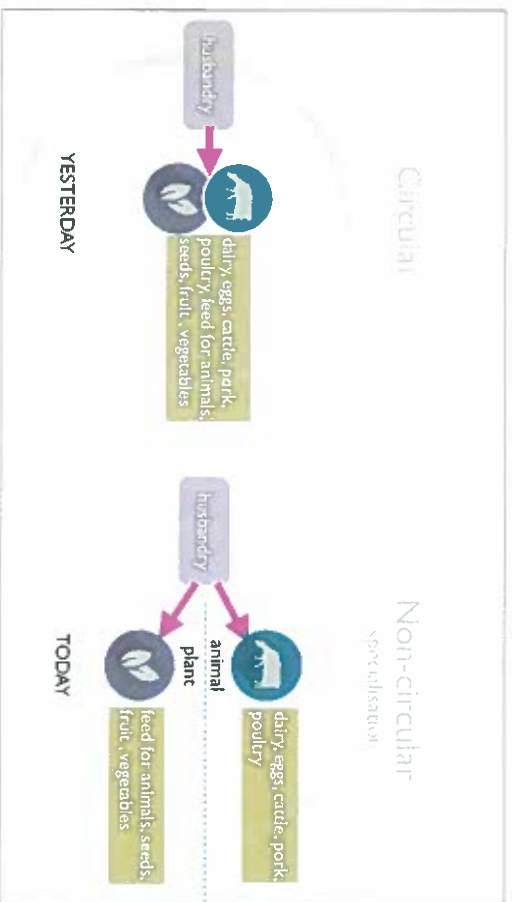 Circular
husbandry
dairy, eggs, cattle, pork,
poultry, feed for animals,
seeds, fruit , vegetables
YESTERDAY
Non-circular
specialisation
husbandry
animal
plant
dairy, eggs, cattle, pork,
poultry
feed for animals, seeds,
fruit , vegetables
TODAY